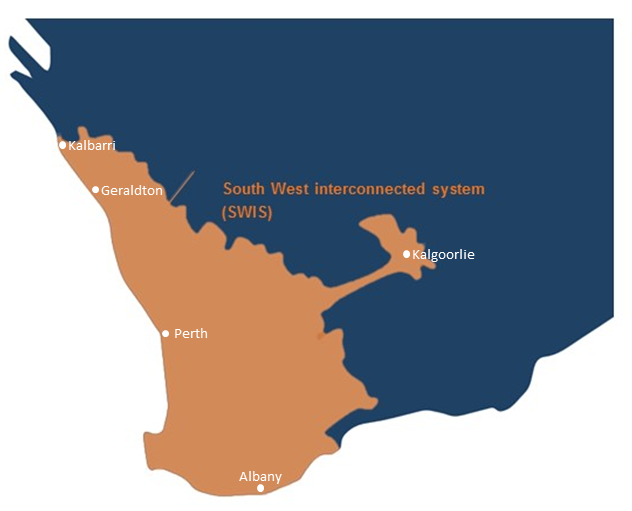 Kalbarri
Geraldton
South West interconnected system
(SWIS)
Kalgoorlie
Perth
Albany